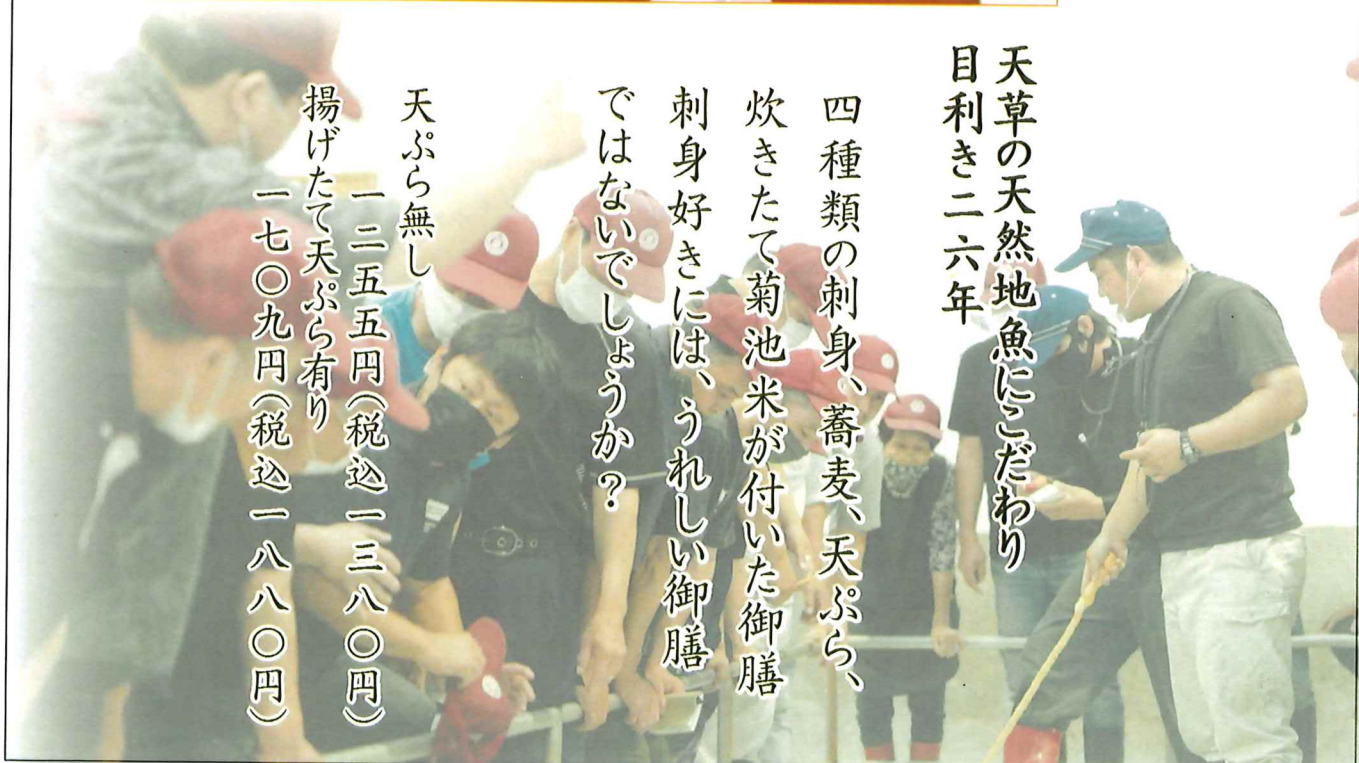 天草の天然地魚にこだわり
目利き二六年
四種類の刺身、蕎麦、天ぷら、
炊きたて菊池米が付いた御膳
刺身好きには、うれしい御膳
ではないでしょうか?
天ぷら無し
一二五五円(税込一三八〇円)
揚げたて天ぷら有り
一七〇九円(税込一八八〇円)